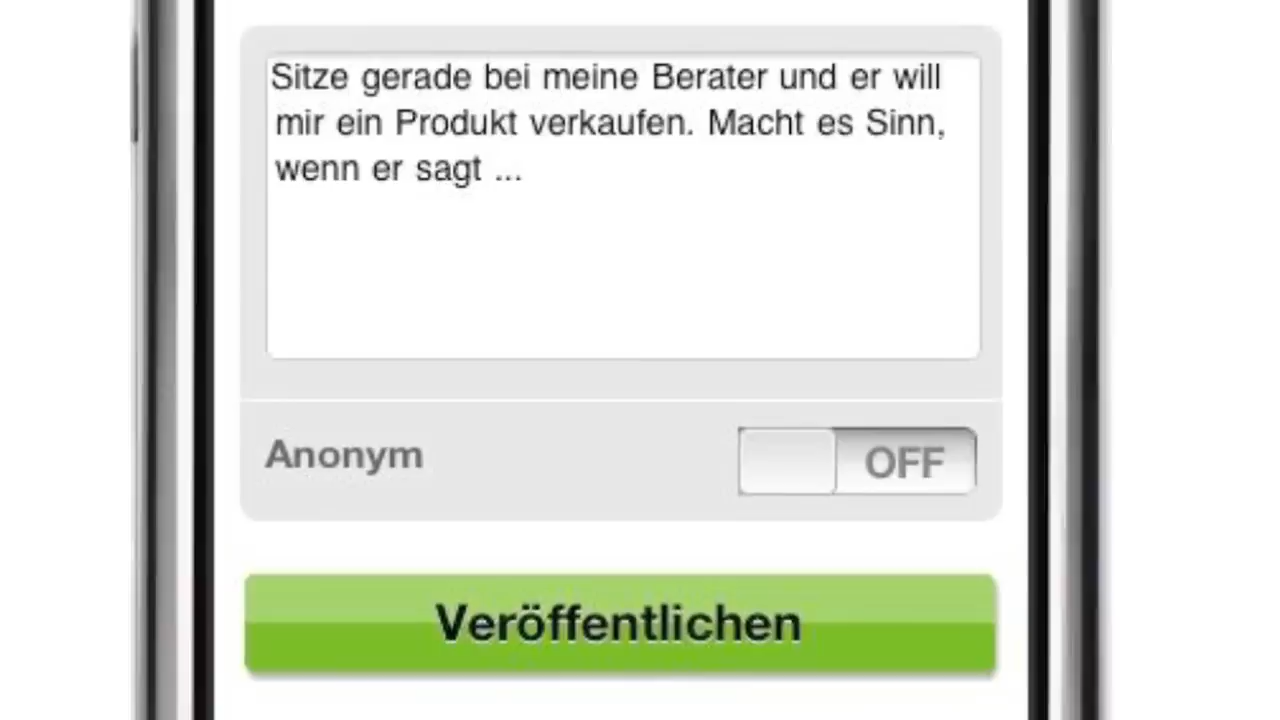 Sitze gerade bei meine Berater und er will
mir ein Produkt verkaufen. Macht es Sinn,
wenn er sagt ...
Anonym
OFF
Veröffentlichen